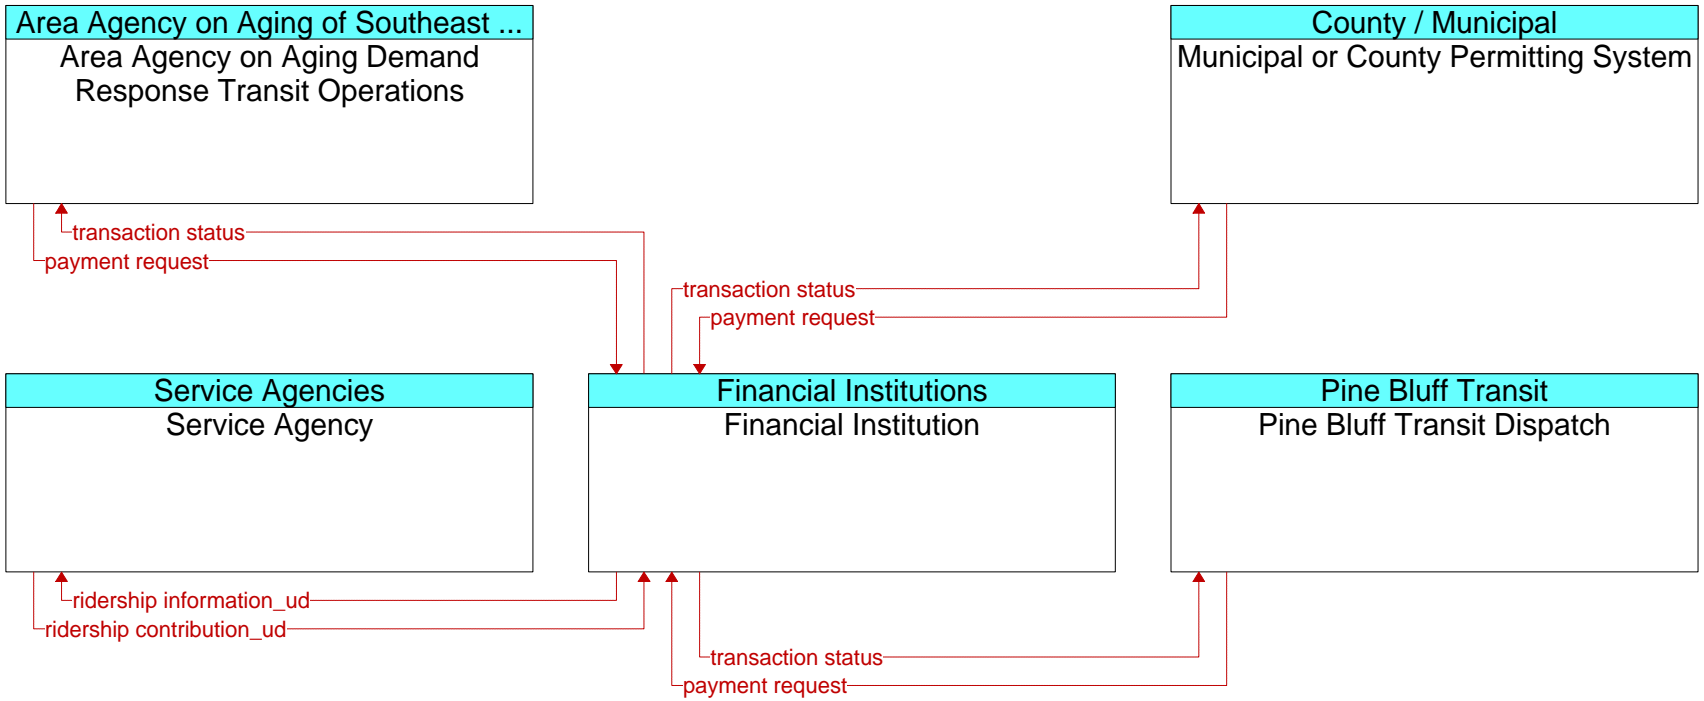 Area Agency on Aging of Southeast ...
Area Agency on Aging Demand
Response Transit Operations
County / Municipal
Municipal or County Permitting System
transaction status
payment request
transaction status
payment request
Service Agencies
Service Agency
Financial Institutions
Financial Institution
Pine Bluff Transit
Pine Bluff Transit Dispatch
ridership information_ud
ridership contribution_ud
transaction status
payment request